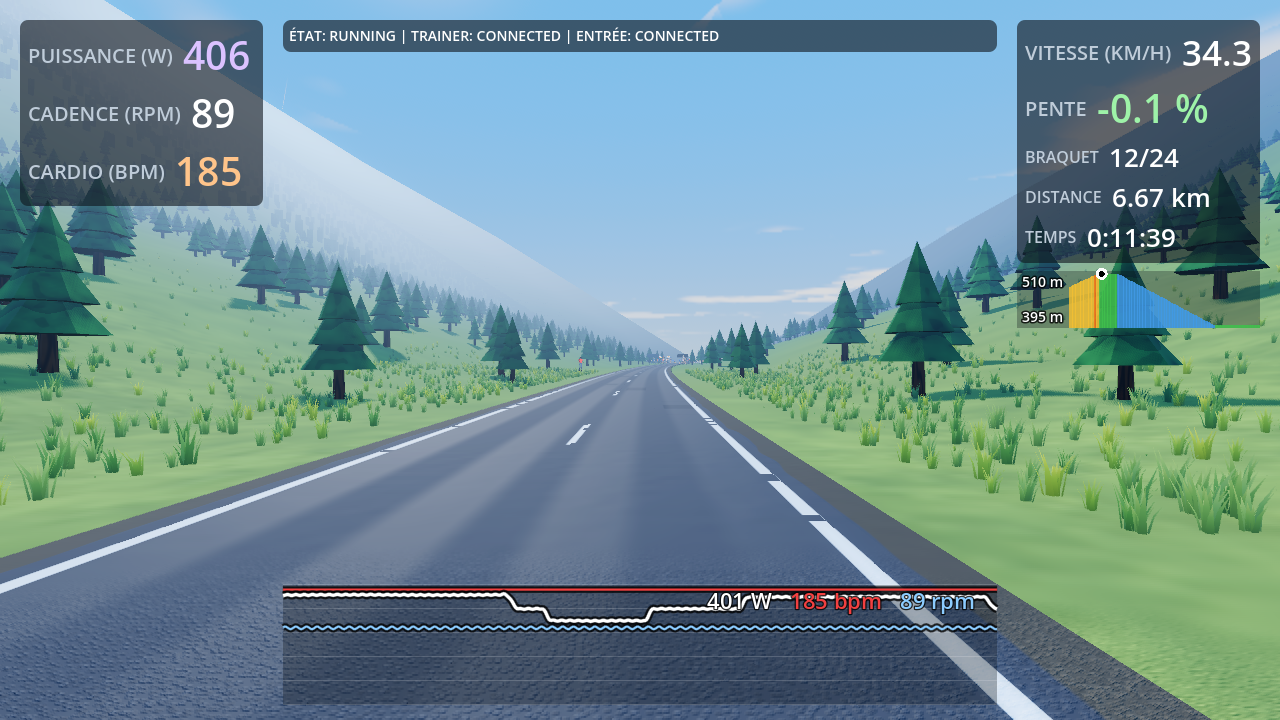 PUISSANCE (W) 406
CADENCE (RPM) 89
CARDIO (BPM) 185
ÉTAT: RUNNING | TRAINER: CONNECTED | ENTRÉE: CONNECTED
VITESSE (KM/H) 34.3
PENTE -0.1 %
BRAQUET 12/24
DISTANCE 6.67 km
TEMPS 0:11:39
510 m
395 m
401 W 185 bpm 89 rpm